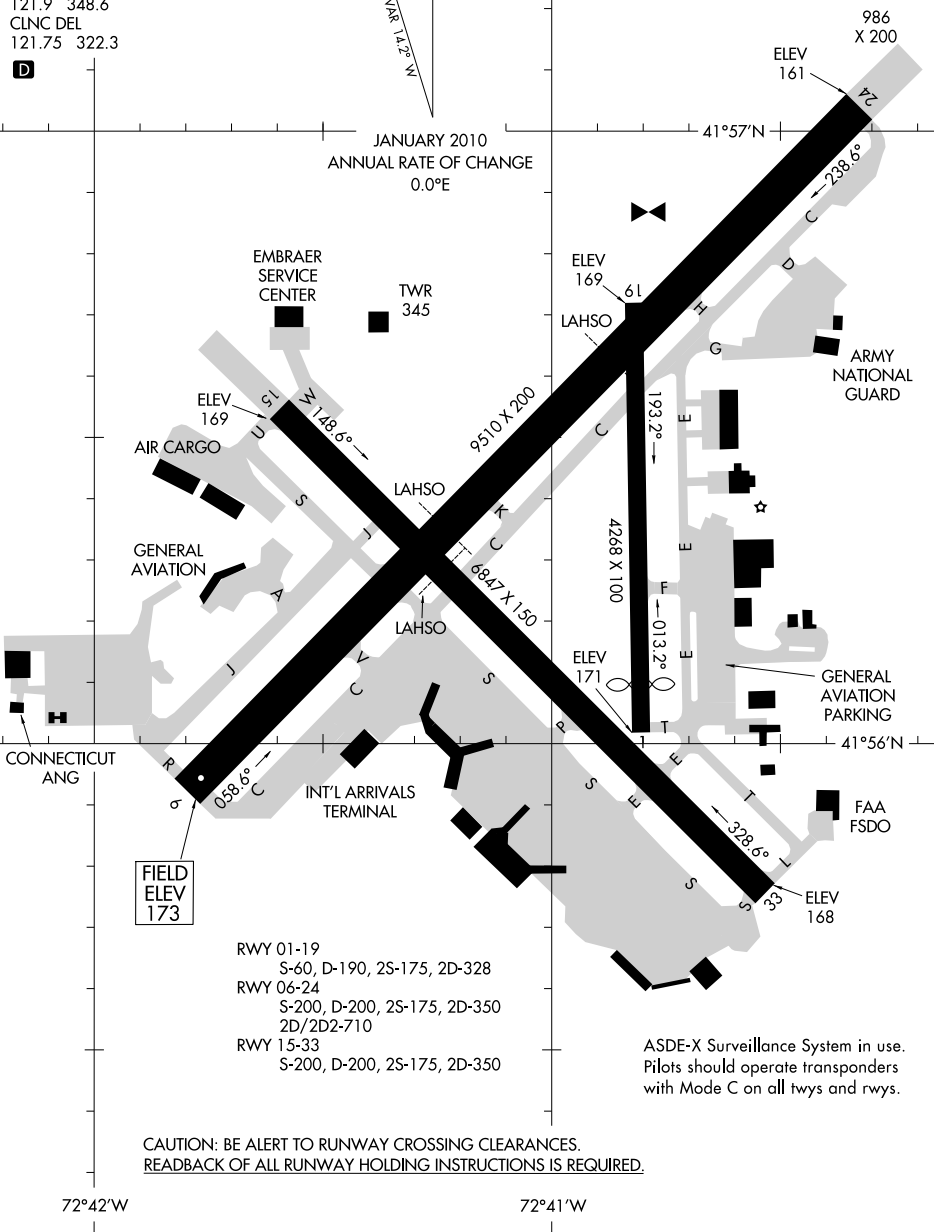 121.9 348.6
CLNC DEL
121.75 322.3
D
VAR 14.2° W
JANUARY 2010
ANNUAL RATE OF CHANGE
0.0°E
986
X 200
ELEV
161
24
41°57'N
238.6°
C
D
EMBRAER
SERVICE
CENTER
TWR
345
ELEV
169
19
LAHSO
H
G
ARMY
NATIONAL
GUARD
ELEV
169
15
W
148.6°
U
9510 X 200
193.2°
E
C
AIR CARGO
LAHSO
S
K
J
C
GENERAL
AVIATION
6847 X 150
4268 X 100
E
F
A
LAHSO
013.2°
V
C
J
S
E
ELEV
171
GENERAL
AVIATION
PARKING
P
1
T
41°56'N
CONNECTICUT
ANG
R
6
058.6°
C
INT'L ARRIVALS
TERMINAL
E
S
E
T
FAA
FSDO
328.6°
L
S
S
33
ELEV
168
FIELD
ELEV
173
RWY 01-19
S-60, D-190, 2S-175, 2D-328
RWY 06-24
S-200, D-200, 2S-175, 2D-350
2D/2D2-710
RWY 15-33
S-200, D-200, 2S-175, 2D-350
ASDE-X Surveillance System in use.
Pilots should operate transponders
with Mode C on all twys and rwys.
CAUTION: BE ALERT TO RUNWAY CROSSING CLEARANCES.
READBACK OF ALL RUNWAY HOLDING INSTRUCTIONS IS REQUIRED.
72°42'W
72°41'W